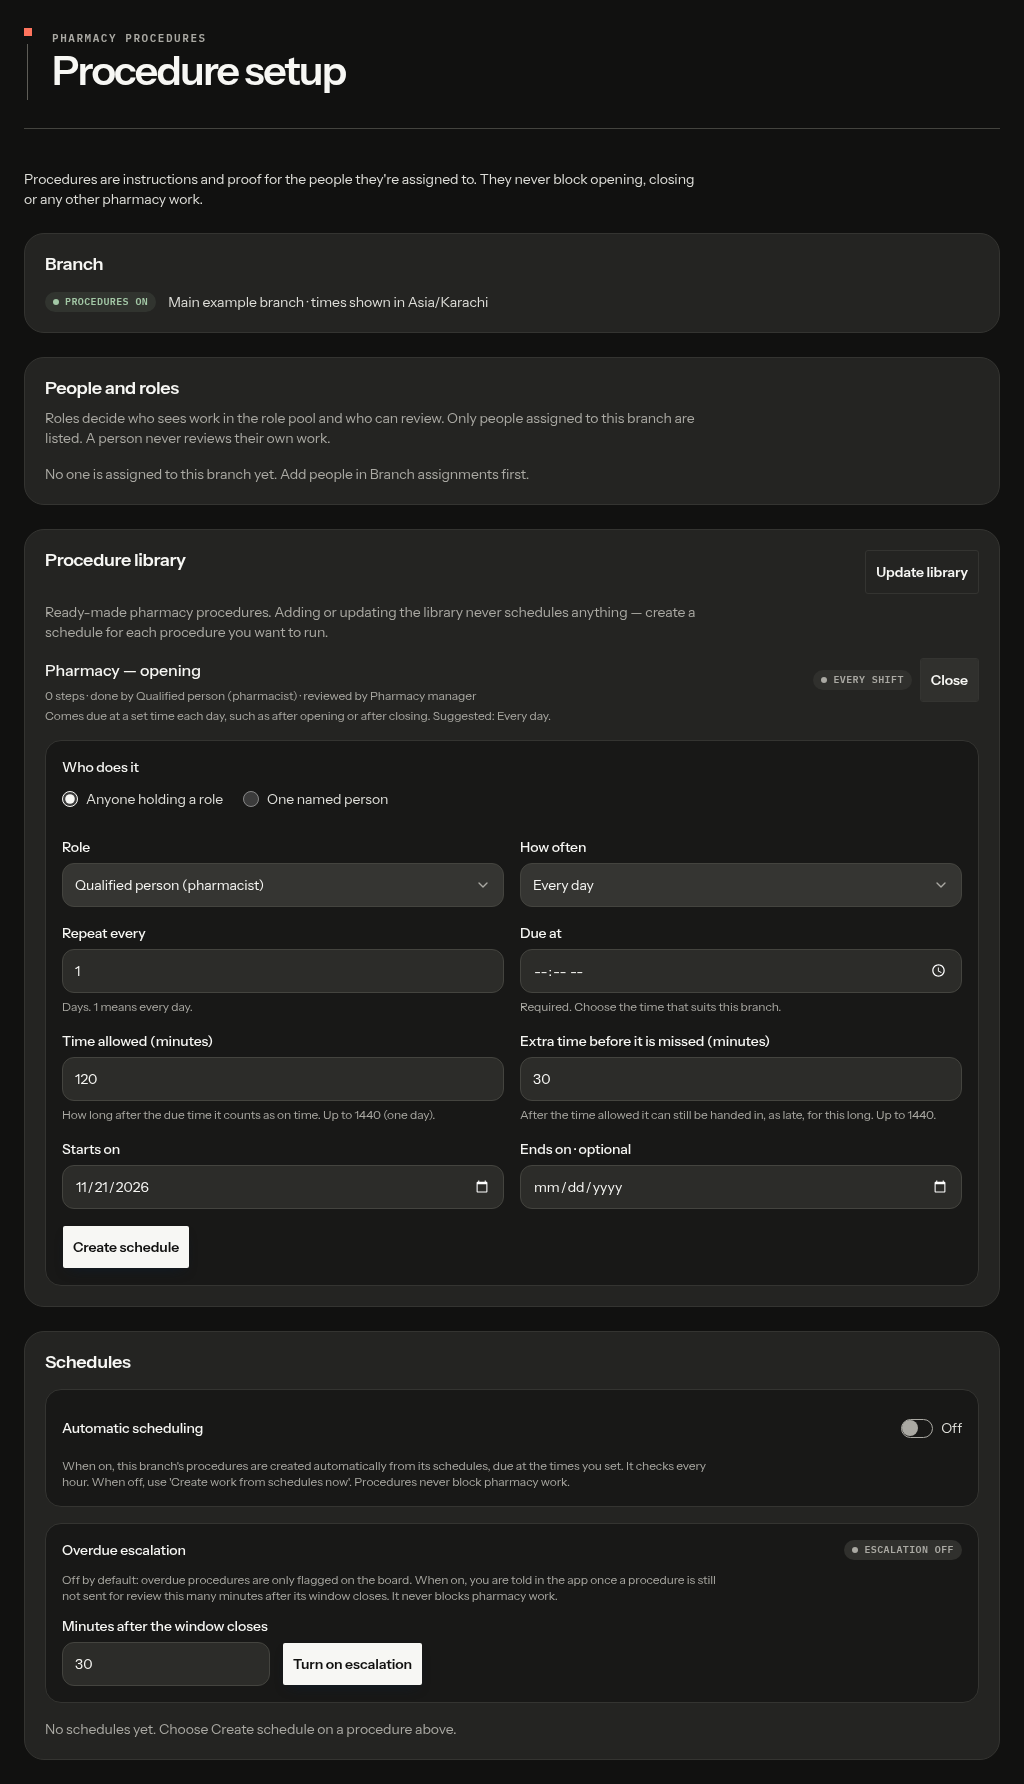 PHARMACY PROCEDURES
Procedure setup
Procedures are instructions and proof for the people they're assigned to. They never block opening, closing
or any other pharmacy work.
Branch
PROCEDURES ON
Main example branch · times shown in Asia/Karachi
People and roles
Roles decide who sees work in the role pool and who can review. Only people assigned to this branch are
listed. A person never reviews their own work.
No one is assigned to this branch yet. Add people in Branch assignments first.
Procedure library
Update library
Ready-made pharmacy procedures. Adding or updating the library never schedules anything — create a
schedule for each procedure you want to run.
Pharmacy — opening
EVERY SHIFT
Close
0 steps · done by Qualified person (pharmacist) · reviewed by Pharmacy manager
Comes due at a set time each day, such as after opening or after closing. Suggested: Every day.
Who does it
Anyone holding a role
One named person
Role
How often
Qualified person (pharmacist)
Every day
Repeat every
Due at
1
--:-- --
Days. 1 means every day.
Required. Choose the time that suits this branch.
Time allowed (minutes)
Extra time before it is missed (minutes)
120
30
How long after the due time it counts as on time. Up to 1440 (one day).
After the time allowed it can still be handed in, as late, for this long. Up to 1440.
Starts on
Ends on · optional
11/21/2026
mm/dd/yyyy
Create schedule
Schedules
Automatic scheduling
Off
When on, this branch's procedures are created automatically from its schedules, due at the times you set. It checks every
hour. When off, use 'Create work from schedules now'. Procedures never block pharmacy work.
Overdue escalation
ESCALATION OFF
Off by default: overdue procedures are only flagged on the board. When on, you are told in the app once a procedure is still
not sent for review this many minutes after its window closes. It never blocks pharmacy work.
Minutes after the window closes
30
Turn on escalation
No schedules yet. Choose Create schedule on a procedure above.